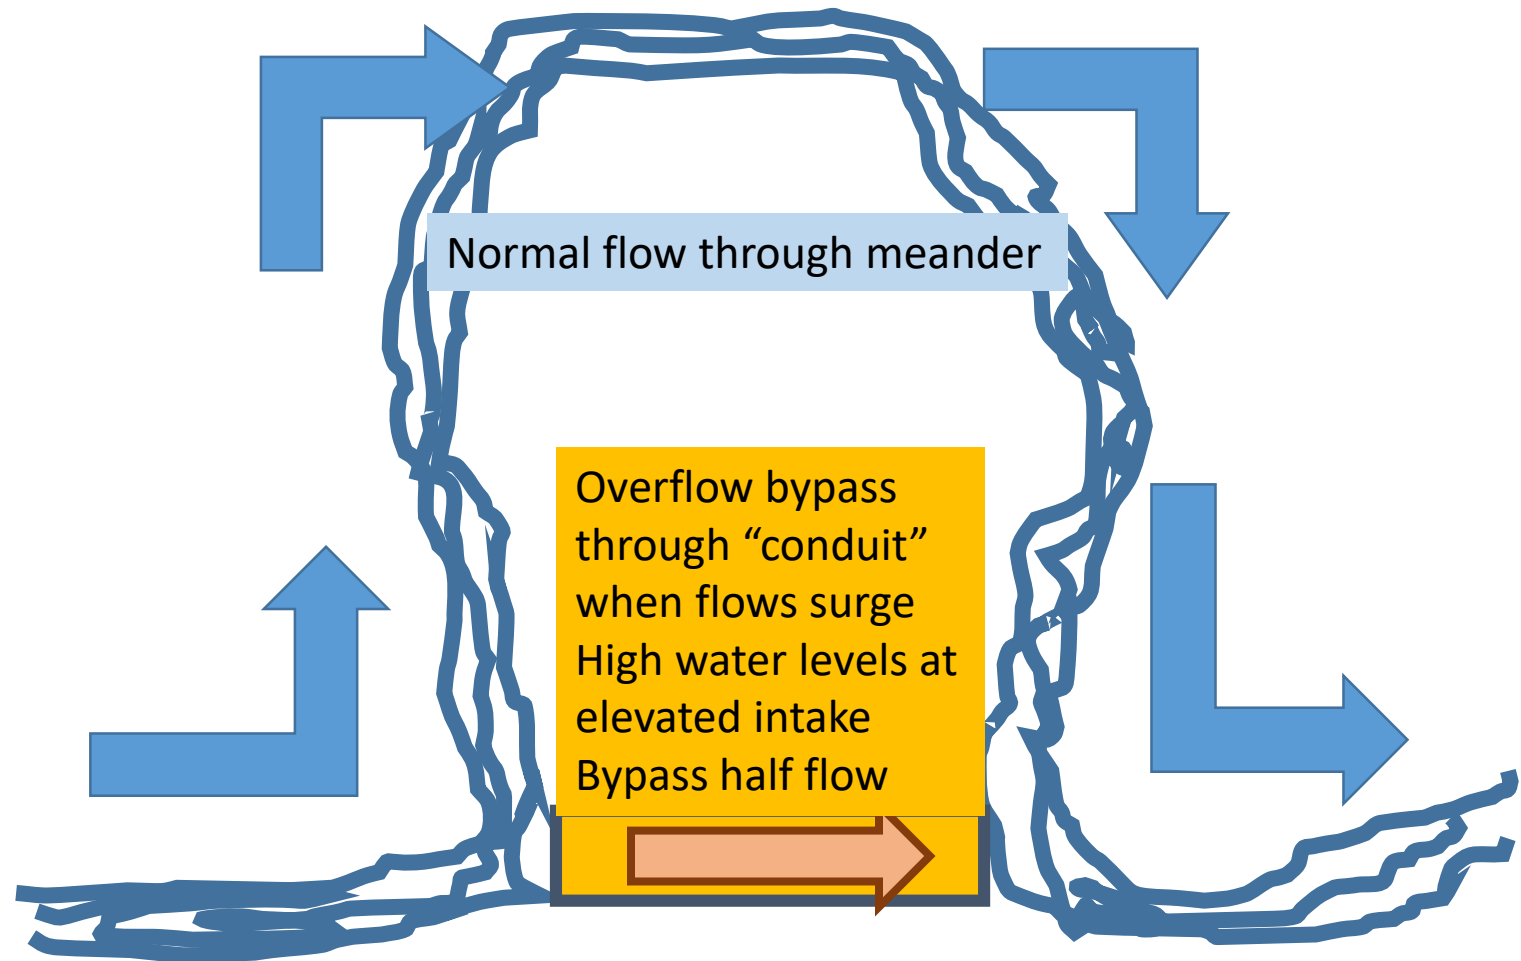 Normal flow through meander
Overflow bypass
through “conduit”
when flows surge
High water levels at
elevated intake
Bypass half flow